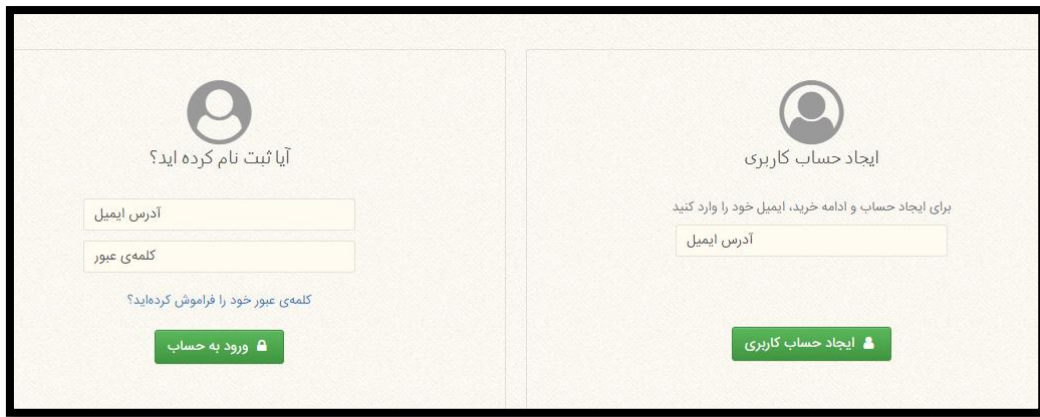 ایجاد حساب کاربری
برای ایجاد حساب و ادامه خرید، ایمیل خود را وارد کنید
آدرس ایمیل
ایجاد حساب کاربری
آیا ثبت نام کرده اید؟
آدرس ایمیل
کلمه‌ی عبور
کلمه‌ی عبور خود را فراموش کرده‌اید؟
ورود به حساب